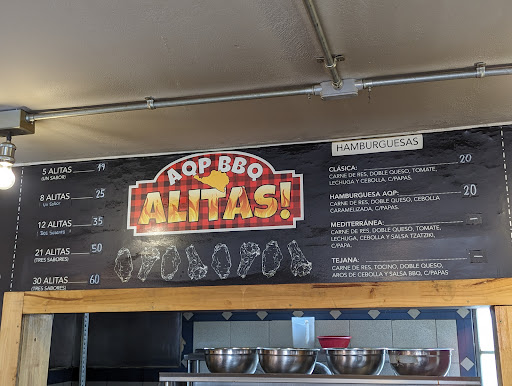 5 ALITAS 19
(UN SABOR)
8 ALITAS 25
Un Sabor
12 ALITAS 35
Tres Sabores
21 ALITAS 50
(TRES SABORES)
30 ALITAS 60
(TRES SABORES)
AQP BBQ
ALITAS!
HAMBURGUESAS
CLÁSICA: 20
CARNE DE RES, DOBLE QUESO, TOMATE,
LECHUGA Y CEBOLLA, C/PAPAS.
HAMBURGUESA AQP: 20
CARNE DE RES, DOBLE QUESO, CEBOLLA
CARAMELIZADA, C/PAPAS.
MEDITERRÁNEA:
CARNE DE RES, DOBLE QUESO, TOMATE,
LECHUGA, CEBOLLA Y SALSA TZATZIKI,
C/PAPA.
TEJANA:
CARNE DE RES, TOCINO, DOBLE QUESO,
AROS DE CEBOLLA Y SALSA BBQ, C/PAPAS